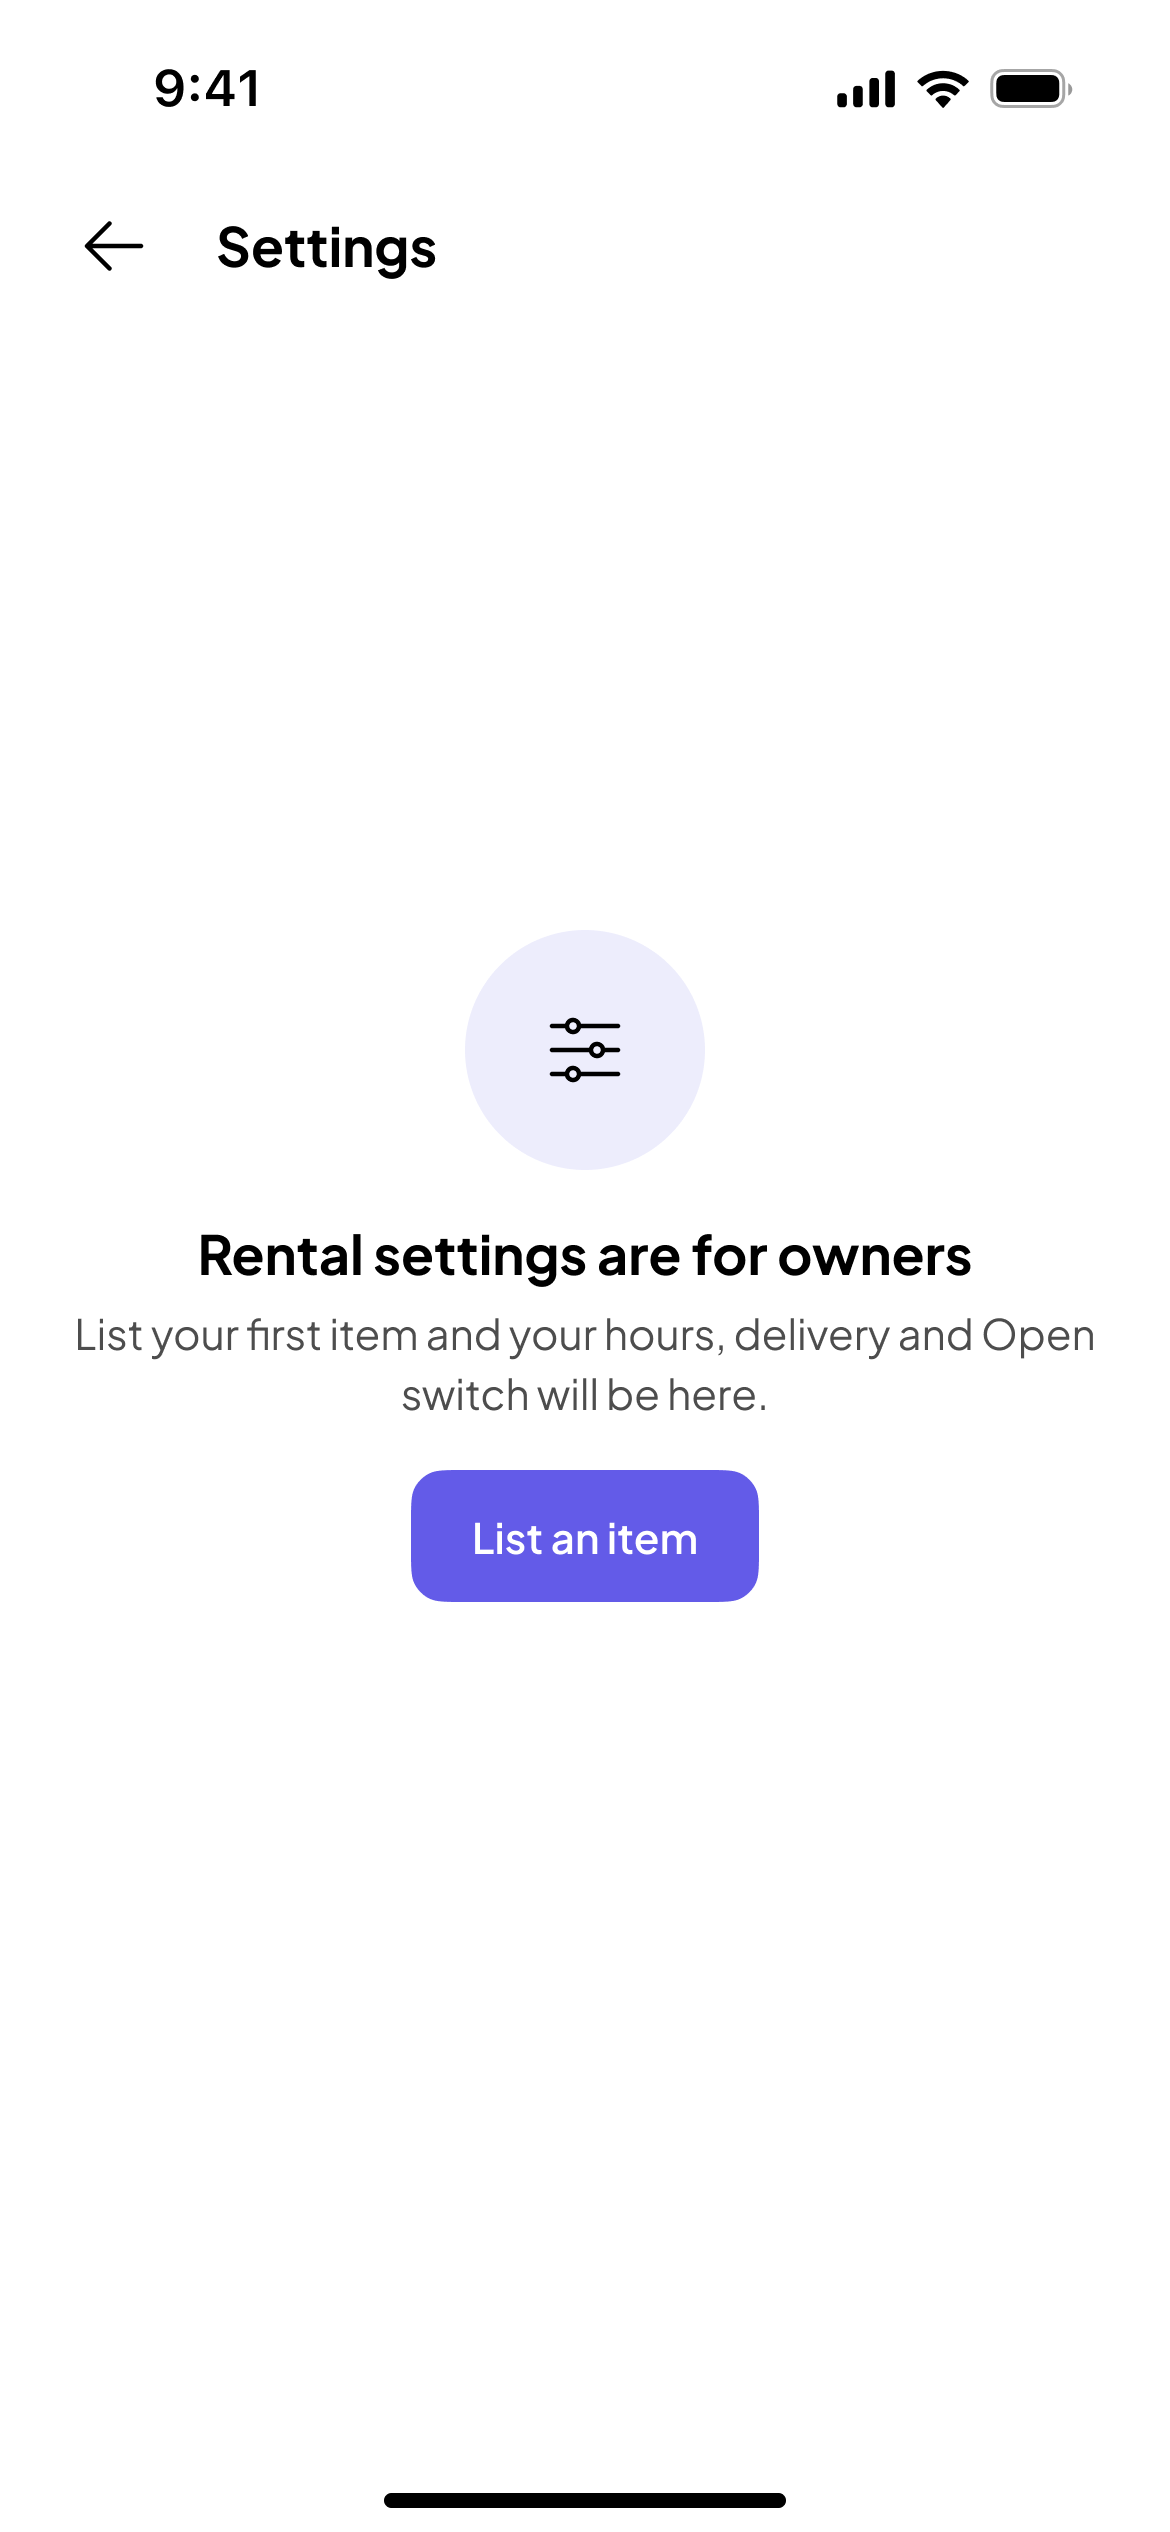 9:41
Settings
Rental settings are for owners
List your first item and your hours, delivery and Open
switch will be here.
List an item